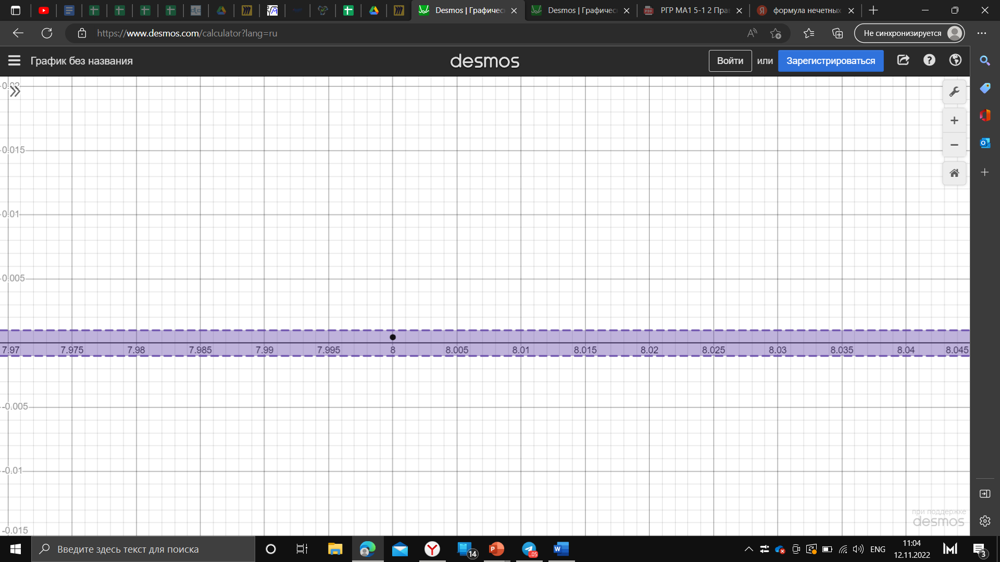 Desmos | Графичес
Desmos | Графичес
РГР МА1 5-1 2 Пра
формула нечетных
https://www.desmos.com/calculator?lang=ru
Не синхронизируется
График без названия
desmos
Войти
или
Зарегистрироваться
0.02
0.015
0.01
0.005
7.97 7.975 7.98 7.985 7.99 7.995 8 8.005 8.01 8.015 8.02 8.025 8.03 8.035 8.04 8.045
-0.005
-0.01
-0.015
при поддержке
desmos
Введите здесь текст для поиска
14
.05
ENG
11:04
12.11.2022
3